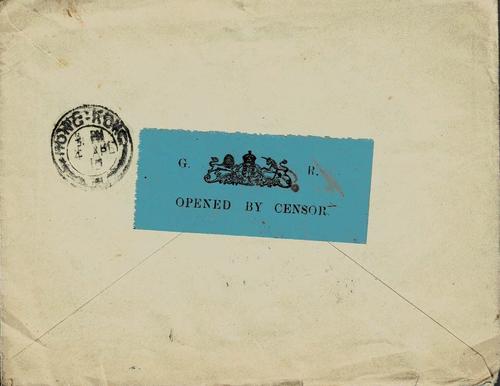 HONG-KONG
G. R.
OPENED BY CENSOR.